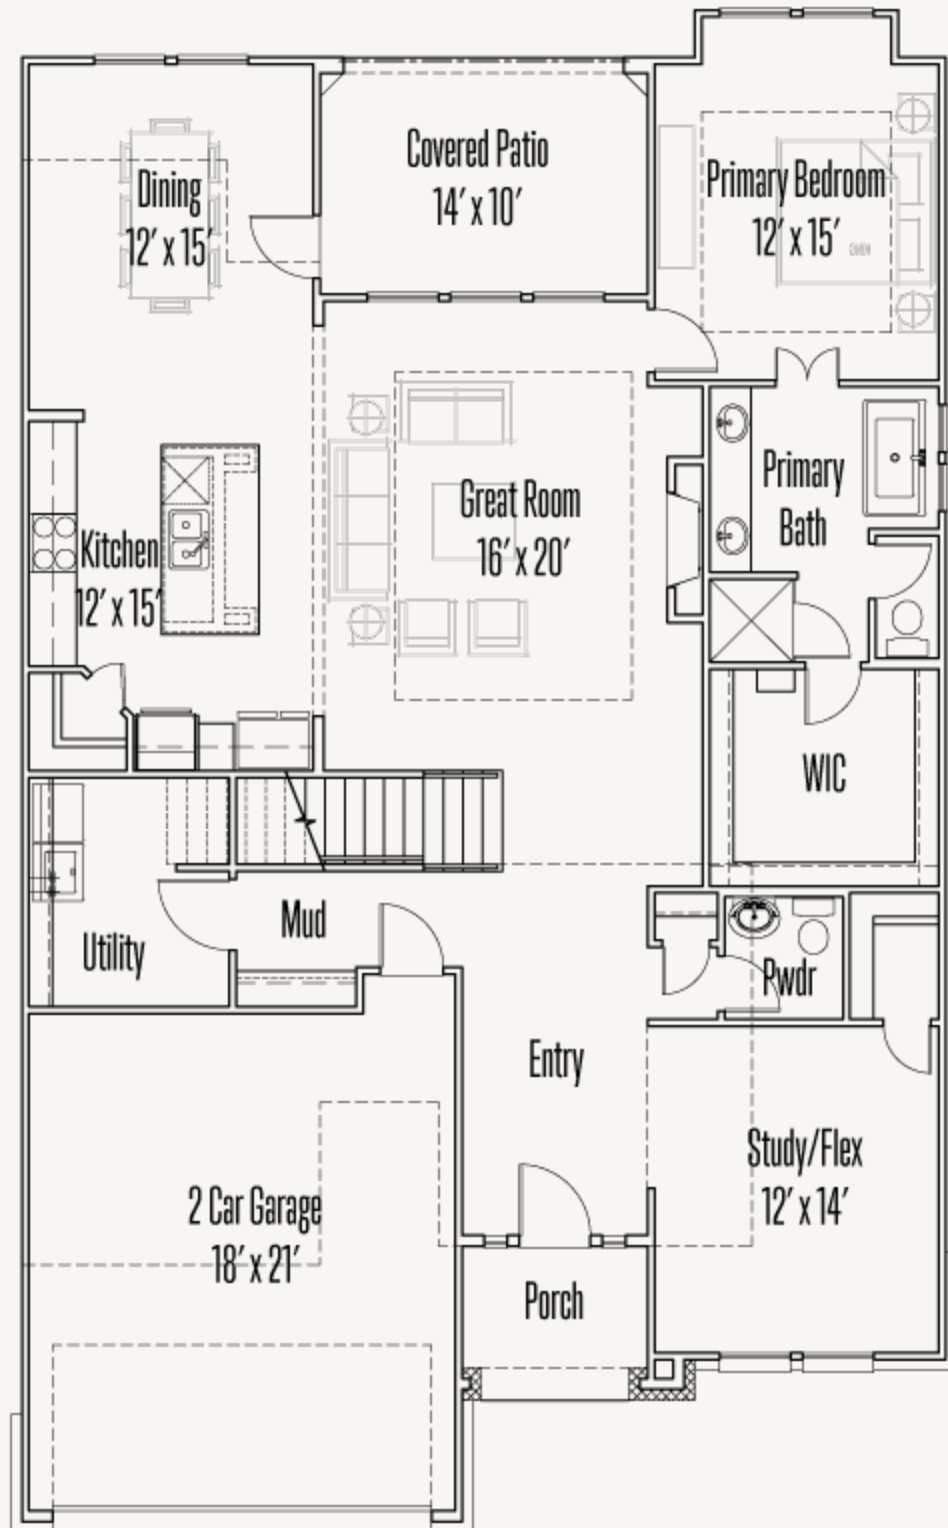 Covered Patio
14' x 10'
Primary Bedroom
12' x 15'
Dining
12' x 15'
Great Room
16' x 20'
Primary
Bath
Kitchen
12' x 15'
WIC
Mud
Utility
Pwdr
Entry
Study/Flex
12' x 14'
2 Car Garage
18' x 21'
Porch